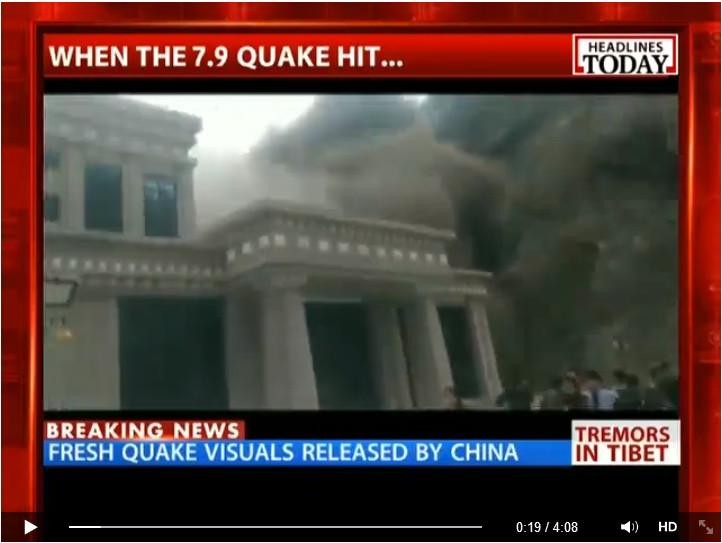 WHEN THE 7.9 QUAKE HIT...
HEADLINES
TODAY
BREAKING NEWS
FRESH QUAKE VISUALS RELEASED BY CHINA
TREMORS
IN TIBET
0:19 / 4:08
HD